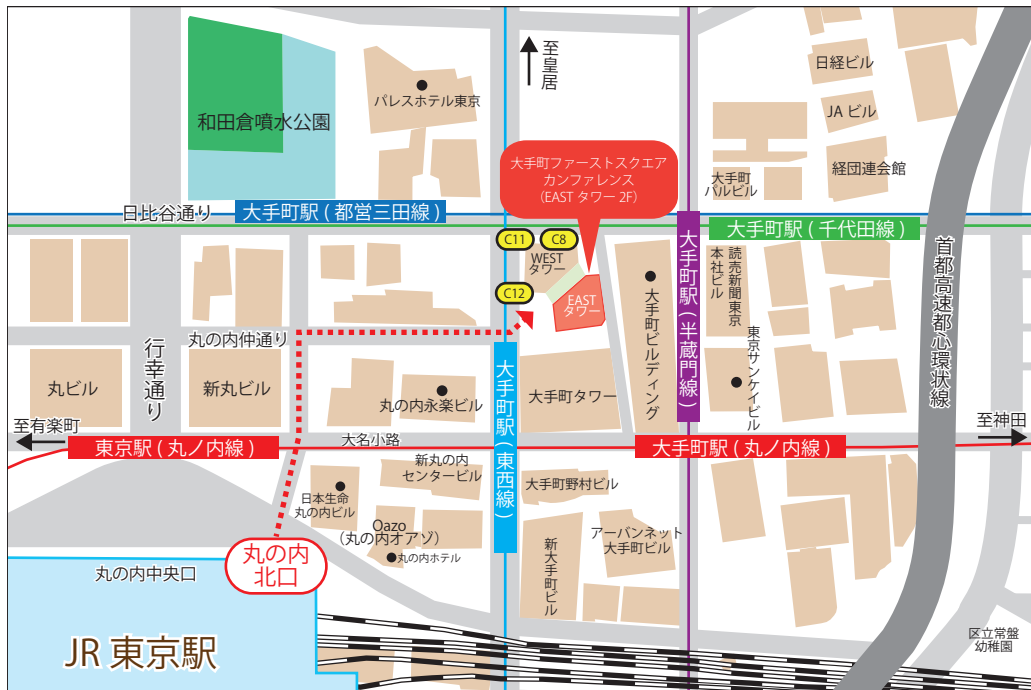 至皇居
日経ビル
パレスホテル東京
JA ビル
和田倉噴水公園
大手町ファーストスクエア
カンファレンス
（EAST タワー 2F）
経団連会館
大手町
パルビル
日比谷通り
大手町駅 ( 都営三田線 )
大手町駅 ( 千代田線 )
C11
C8
WEST
タワー
C12
EAST
タワー
大手町ビルディング
大手町駅 ( 半蔵門線 )
読売新聞東京
本社ビル
東京サンケイビル
首都高速都心環状線
丸の内仲通り
行幸通り
丸ビル
新丸ビル
丸の内永楽ビル
大手町駅 ( 東西線 )
大手町タワー
至有楽町
至神田
東京駅 ( 丸ノ内線 )
大名小路
大手町駅 ( 丸ノ内線 )
新丸の内
センタービル
大手町野村ビル
日本生命
丸の内ビル
Oazo
（丸の内オアゾ）
丸の内ホテル
アーバンネット
大手町ビル
新大手町ビル
丸の内
北口
丸の内中央口
JR 東京駅
区立常盤
幼稚園